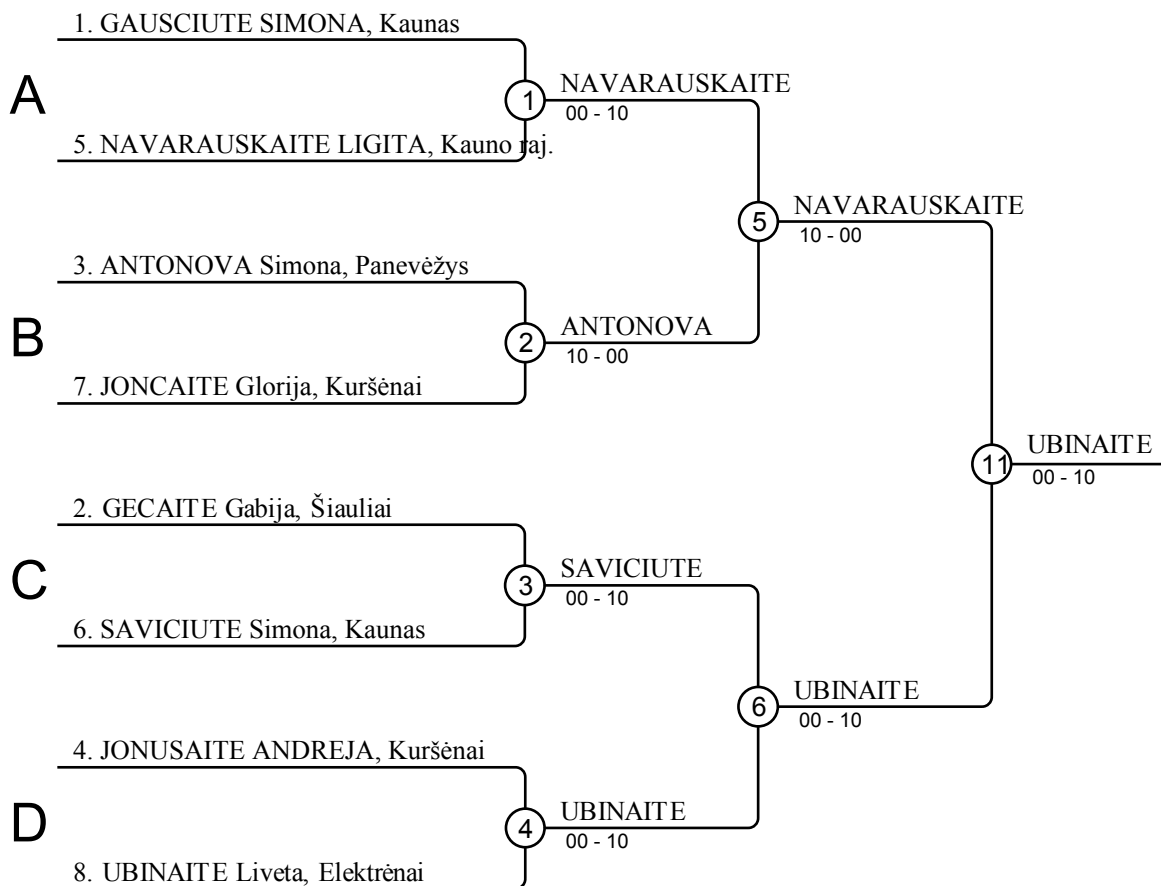 1. GAUSCIUTE SIMONA, Kaunas
A
1
NAVARAUSKAITE
00 - 10
5. NAVARAUSKAITE LIGITA, Kauno raj.
5
NAVARAUSKAITE
10 - 00
3. ANTONOVA Simona, Panevėžys
B
2
ANTONOVA
10 - 00
7. JONCAITE Glorija, Kuršėnai
11
UBINAITE
00 - 10
2. GECAITE Gabija, Šiauliai
C
3
SAVICIUTE
00 - 10
6. SAVICIUTE Simona, Kaunas
6
UBINAITE
00 - 10
4. JONUSAITE ANDREJA, Kuršėnai
D
4
UBINAITE
00 - 10
8. UBINAITE Liveta, Elektrėnai